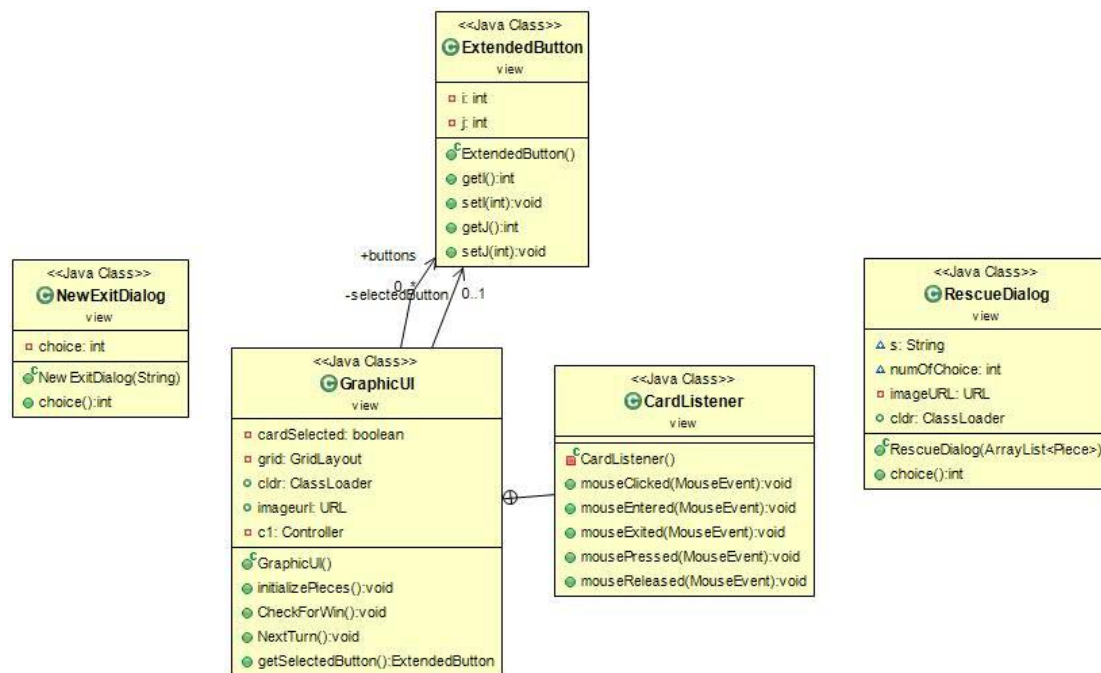 <<Java Class>>
ExtendedButton
view
i: int
j: int
ExtendedButton()
getI():int
setI(int):void
getJ():int
setJ(int):void
+buttons
0..*
-selectedButton
0..1
<<Java Class>>
NewExitDialog
view
choice: int
NewExitDialog(String)
choice():int
<<Java Class>>
GraphicUI
view
cardSelected: boolean
grid: GridLayout
cldr: ClassLoader
imageurl: URL
c1: Controller
GraphicUI()
initializePieces():void
CheckForWin():void
NextTurn():void
getSelectedButton():ExtendedButton
<<Java Class>>
CardListener
view
CardListener()
mouseClicked(MouseEvent):void
mouseEntered(MouseEvent):void
mouseExited(MouseEvent):void
mousePressed(MouseEvent):void
mouseReleased(MouseEvent):void
<<Java Class>>
RescueDialog
view
s: String
numOfChoice: int
imageURL: URL
cldr: ClassLoader
RescueDialog(ArrayList<Piece>)
choice():int